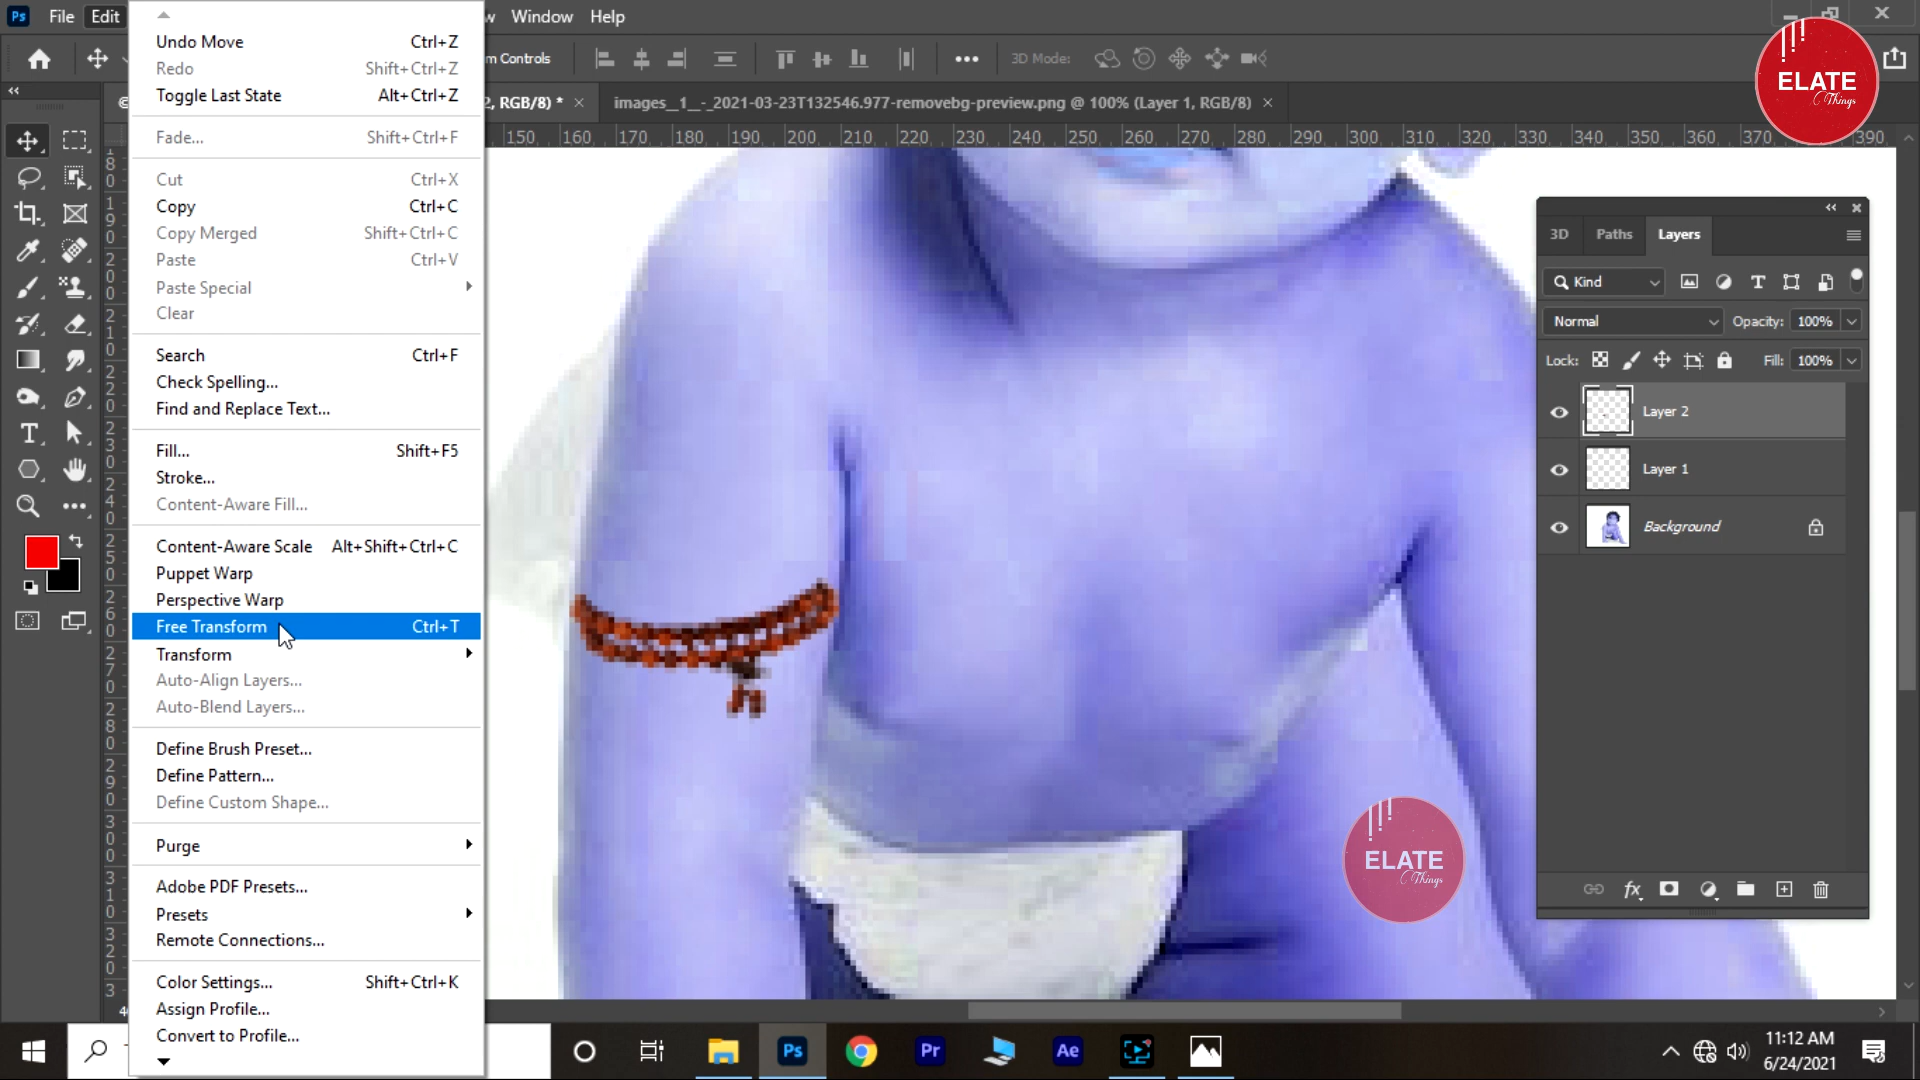 Ps File Edit w Window Help
m Controls 3D Mode:
2, RGB/8) * × images__1__-_2021-03-23T132546.977-removebg-preview.png @ 100% (Layer 1, RGB/8) ×
150 160 170 180 190 200 210 220 230 240 250 260 270 280 290 300 310 320 330 340 350 360 370 390
Undo Move Ctrl+Z
Redo Shift+Ctrl+Z
Toggle Last State Alt+Ctrl+Z
Fade... Shift+Ctrl+F
Cut Ctrl+X
Copy Ctrl+C
Copy Merged Shift+Ctrl+C
Paste Ctrl+V
Paste Special
Clear
Search Ctrl+F
Check Spelling...
Find and Replace Text...
Fill... Shift+F5
Stroke...
Content-Aware Fill...
Content-Aware Scale Alt+Shift+Ctrl+C
Puppet Warp
Perspective Warp
Free Transform Ctrl+T
Transform
Auto-Align Layers...
Auto-Blend Layers...
Define Brush Preset...
Define Pattern...
Define Custom Shape...
Purge
Adobe PDF Presets...
Presets
Remote Connections...
Color Settings... Shift+Ctrl+K
Assign Profile...
Convert to Profile...
ELATE
Things
3D Paths Layers
Kind
Normal Opacity: 100%
Lock: Fill: 100%
Layer 2
Layer 1
Background
fx
ELATE
Things
Ps Pr Ae
11:12 AM
6/24/2021